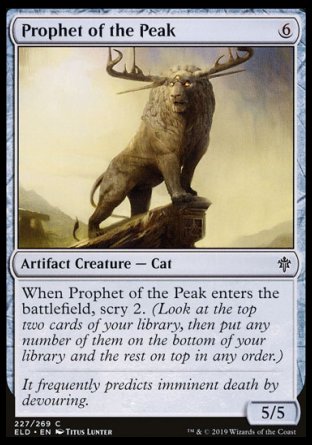 Prophet of the Peak 6
Artifact Creature — Cat
When Prophet of the Peak enters the
battlefield, scry 2. (Look at the top
two cards of your library, then put any
number of them on the bottom of your
library and the rest on top in any order.)
It frequently predicts imminent death by
devouring.
5/5
227/269 C
ELD • EN Titus Lunter
™ & © 2019 Wizards of the Coast